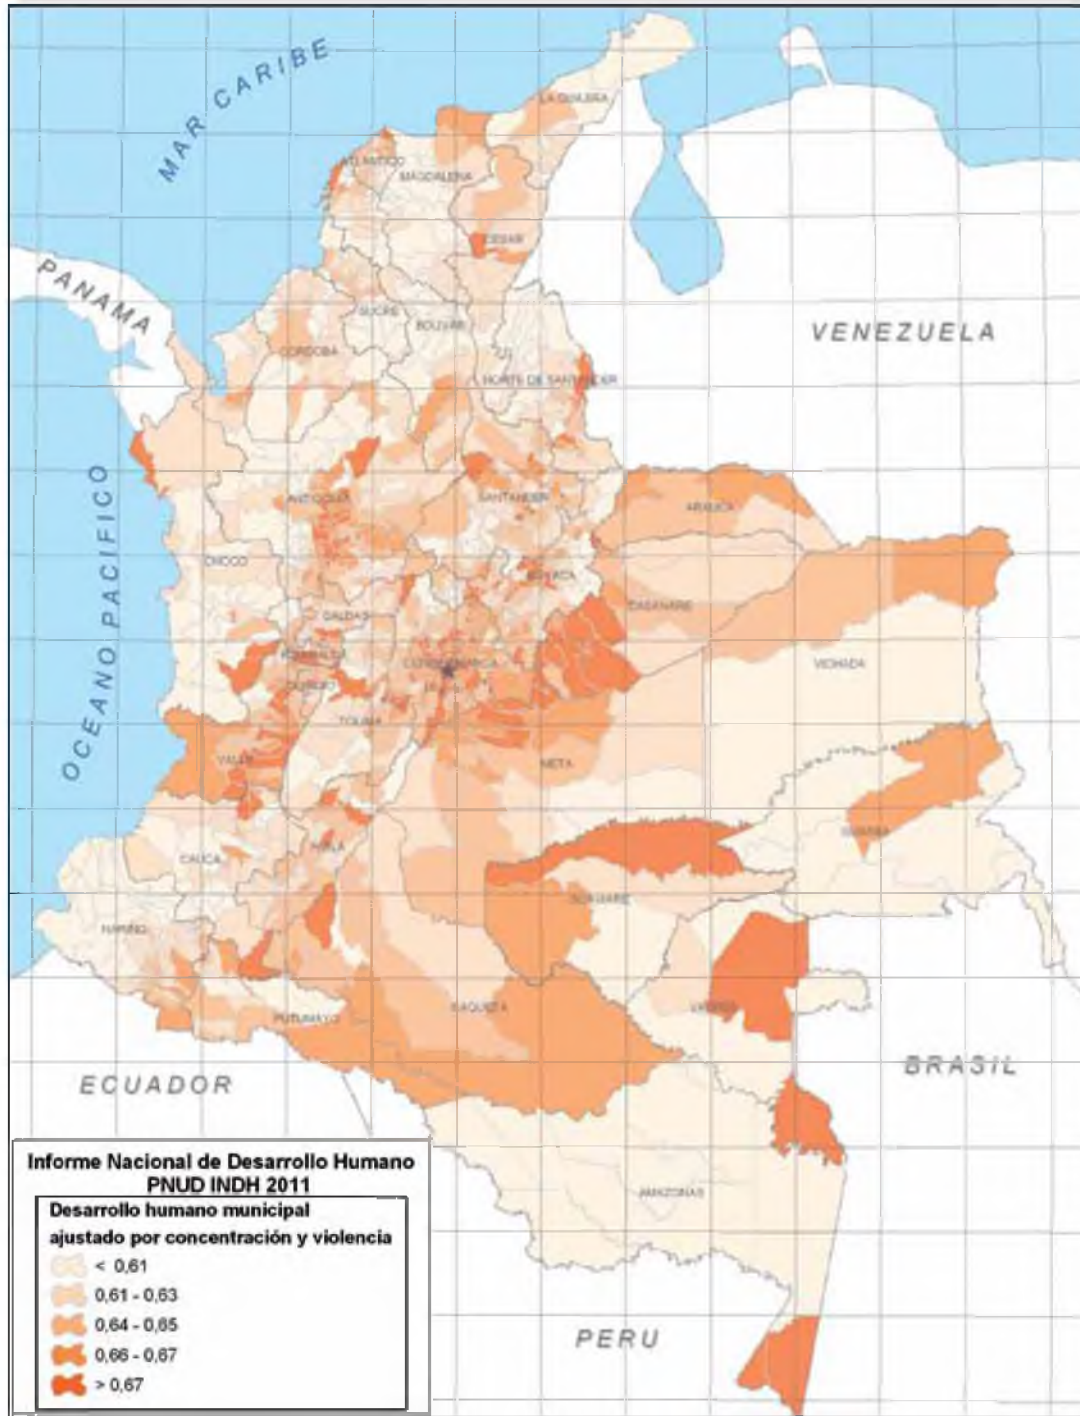 MAR CARIBE
LA GUAJIRA
ATLANTICO
MAGDALENA
CESAR
PANAMA
SUCRE
BOLIVAR
VENEZUELA
CORDOBA
NORTE DE SANTANDER
ANTIOQUIA
SANTANDER
ARAUCA
OCEANO PACIFICO
CHOCO
BOYACA
CASANARE
CALDAS
RISARALDA
CUNDINAMARCA
VICHADA
QUINDIO
TOLIMA
VALLE
META
GUAINIA
HUILA
CAUCA
GUAVIARE
NARIÑO
CAQUETA
VAUPES
PUTUMAYO
BRASIL
ECUADOR
AMAZONAS
PERU
Informe Nacional de Desarrollo Humano
PNUD INDH 2011
Desarrollo humano municipal
ajustado por concentración y violencia
< 0,61
0,61 - 0,63
0,64 - 0,65
0,66 - 0,67
> 0,67